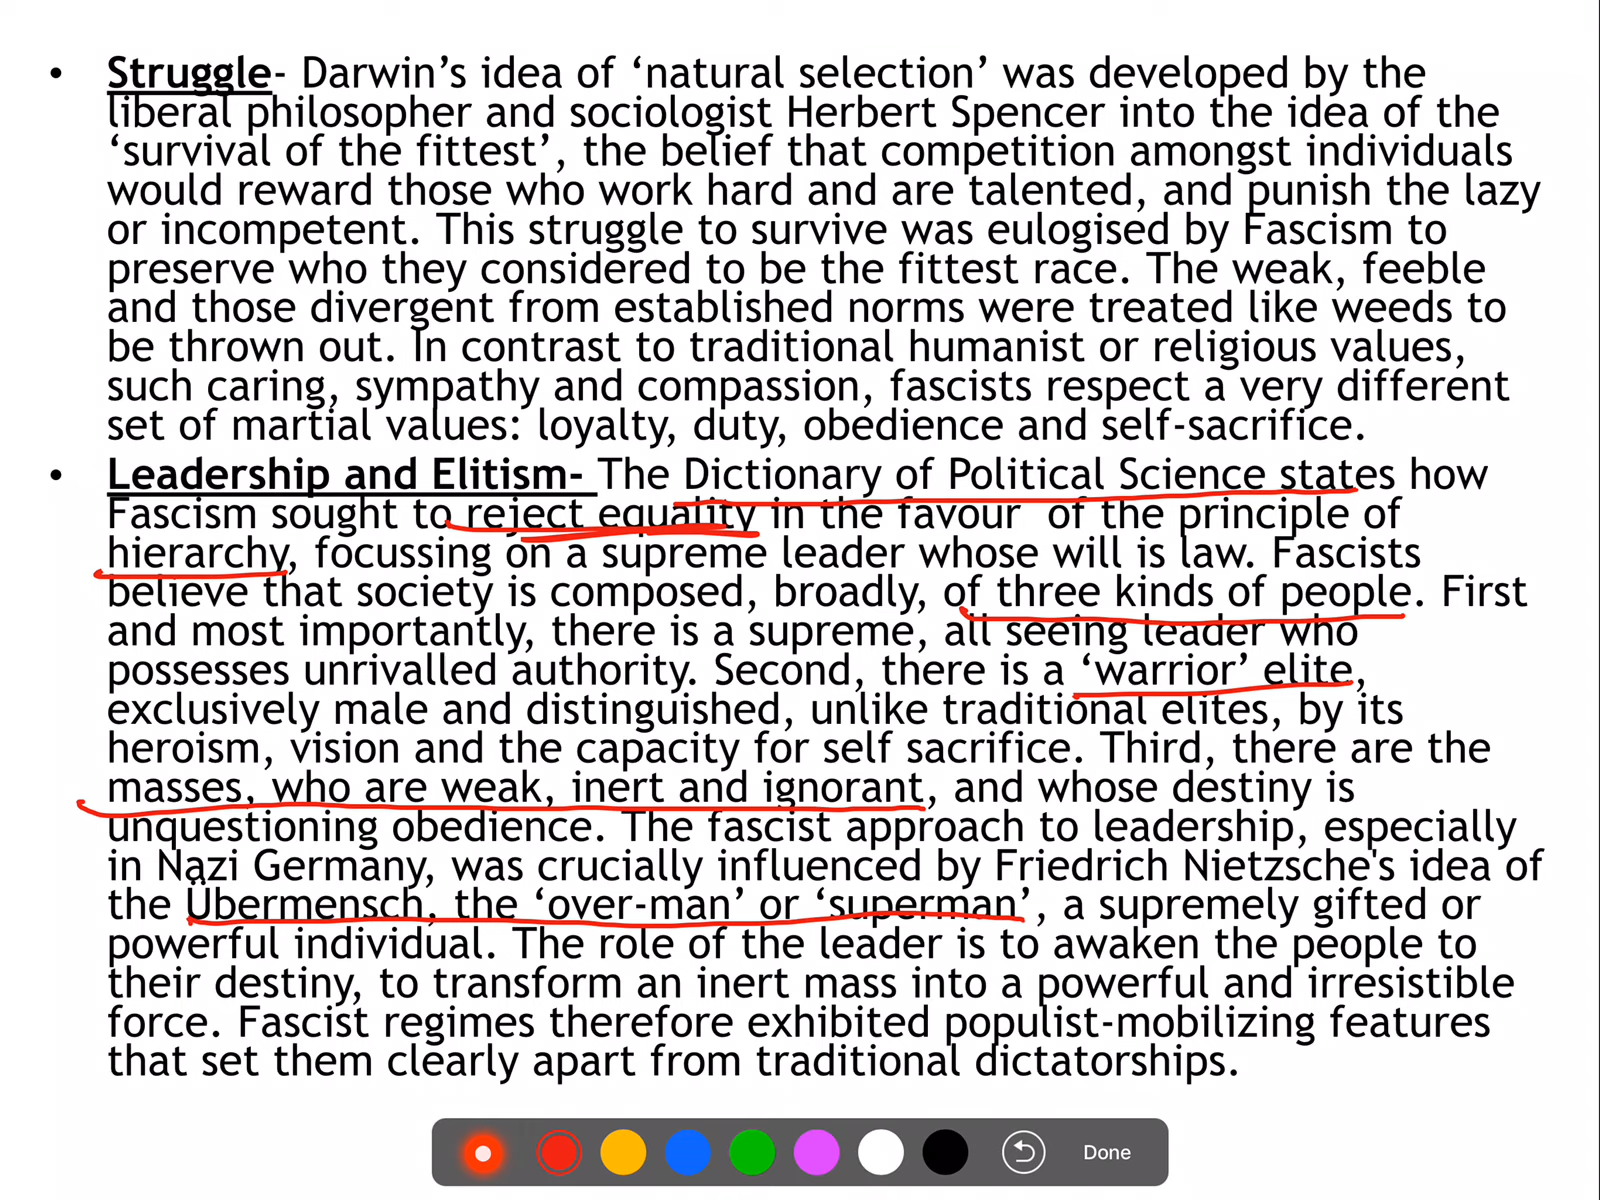 • Struggle- Darwin’s idea of ‘natural selection’ was developed by the
liberal philosopher and sociologist Herbert Spencer into the idea of the
‘survival of the fittest’, the belief that competition amongst individuals
would reward those who work hard and are talented, and punish the lazy
or incompetent. This struggle to survive was eulogised by Fascism to
preserve who they considered to be the fittest race. The weak, feeble
and those divergent from established norms were treated like weeds to
be thrown out. In contrast to traditional humanist or religious values,
such caring, sympathy and compassion, fascists respect a very different
set of martial values: loyalty, duty, obedience and self-sacrifice.
• Leadership and Elitism- The Dictionary of Political Science states how
Fascism sought to reject equality in the favour of the principle of
hierarchy, focussing on a supreme leader whose will is law. Fascists
believe that society is composed, broadly, of three kinds of people. First
and most importantly, there is a supreme, all seeing leader who
possesses unrivalled authority. Second, there is a ‘warrior’ elite,
exclusively male and distinguished, unlike traditional elites, by its
heroism, vision and the capacity for self sacrifice. Third, there are the
masses, who are weak, inert and ignorant, and whose destiny is
unquestioning obedience. The fascist approach to leadership, especially
in Nazi Germany, was crucially influenced by Friedrich Nietzsche's idea of
the Übermensch, the ‘over-man’ or ‘superman’, a supremely gifted or
powerful individual. The role of the leader is to awaken the people to
their destiny, to transform an inert mass into a powerful and irresistible
force. Fascist regimes therefore exhibited populist-mobilizing features
that set them clearly apart from traditional dictatorships.
Done